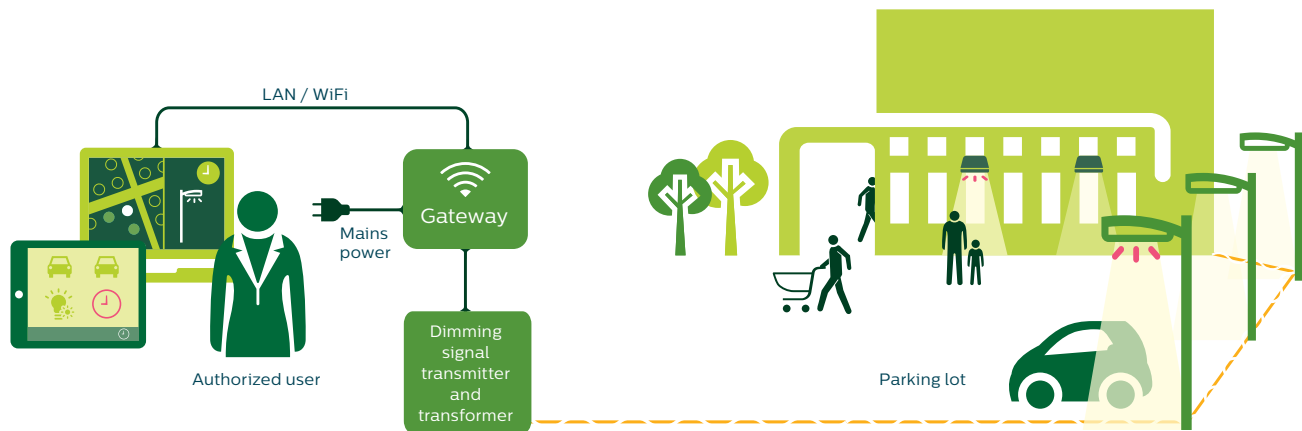 LAN / WiFi
Gateway
Mains
power
Dimming
signal
transmitter
and
transformer
Authorized user
Parking lot